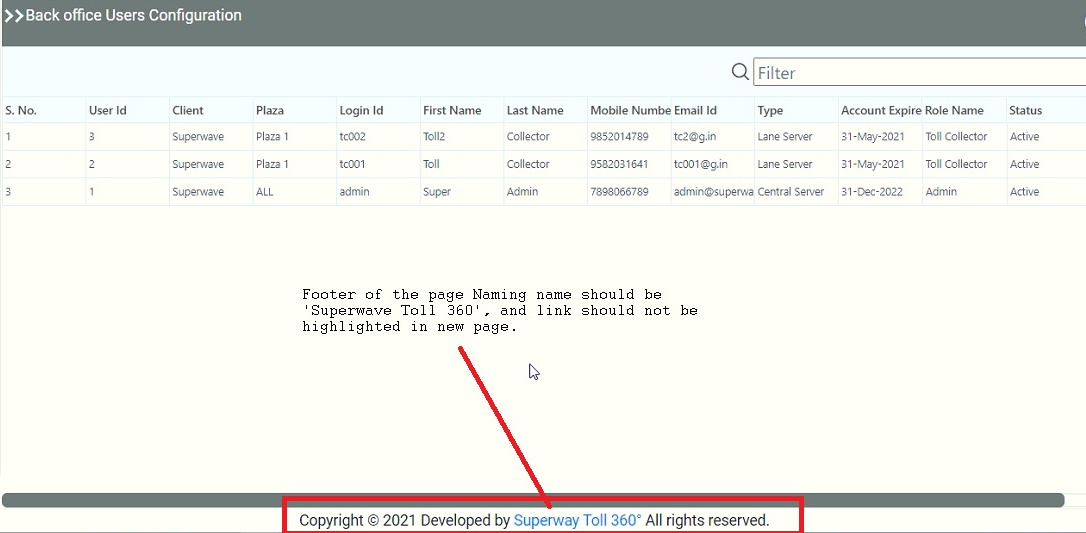 >>Back office Users Configuration
Filter
S. No. User Id Client Plaza Login Id First Name Last Name Mobile Numbe Email Id Type Account Expire Role Name Status
1 3 Superwave Plaza 1 tc002 Toll2 Collector 9852014789 tc2@g.in Lane Server 31-May-2021 Toll Collector Active
2 2 Superwave Plaza 1 tc001 Toll Collector 9582031641 tc001@g.in Lane Server 31-May-2021 Toll Collector Active
3 1 Superwave ALL admin Super Admin 7898066789 admin@superwa Central Server 31-Dec-2022 Admin Active
Footer of the page Naming name should be
'Superwave Toll 360', and link should not be
highlighted in new page.
Copyright © 2021 Developed by Superway Toll 360° All rights reserved.